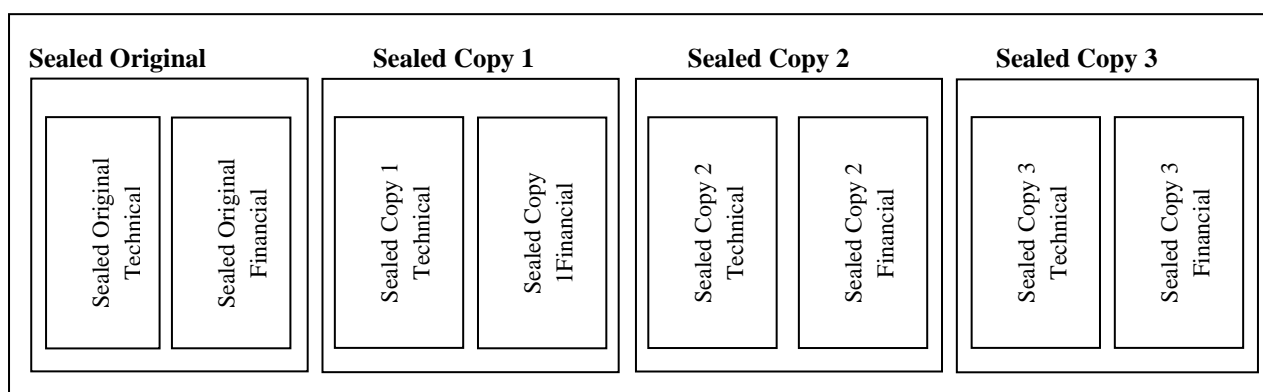 Sealed Original
Sealed Copy 1
Sealed Copy 2
Sealed Copy 3
Sealed Original
Technical
Sealed Original
Financial
Sealed Copy 1
Technical
Sealed Copy
1Financial
Sealed Copy 2
Technical
Sealed Copy 2
Financial
Sealed Copy 3
Technical
Sealed Copy 3
Financial